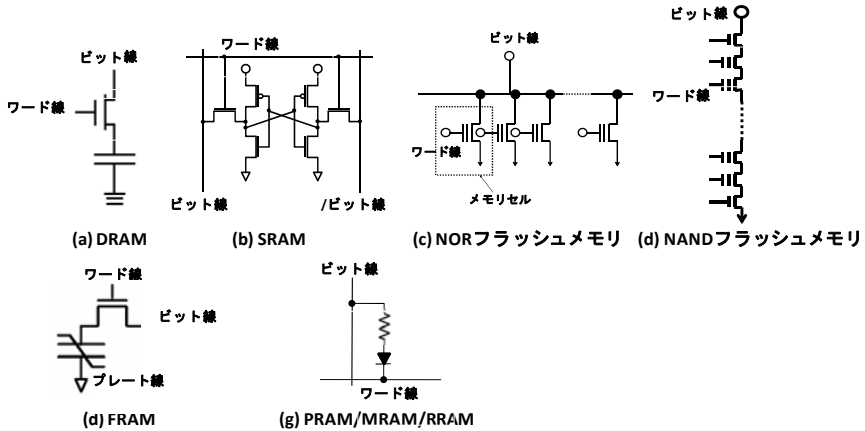 ビット線
ワード線
(a) DRAM
ワード線
ビット線
/ビット線
(b) SRAM
ビット線
ワード線
メモリセル
(c) NORフラッシュメモリ
ビット線
ワード線
(d) NANDフラッシュメモリ
ワード線
ビット線
プレート線
(d) FRAM
ビット線
ワード線
(g) PRAM/MRAM/RRAM